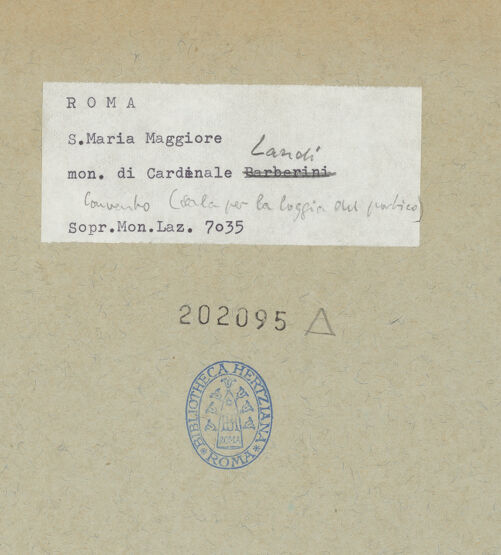 ROMA
S.Maria Maggiore
Landi
mon. di Cardinale Barberini
Convento (scala per la loggia del portico)
Sopr.Mon.Laz. 7035
202095 Δ
BIBLIOTHECA HERTZIANA
ROMA
ROMA